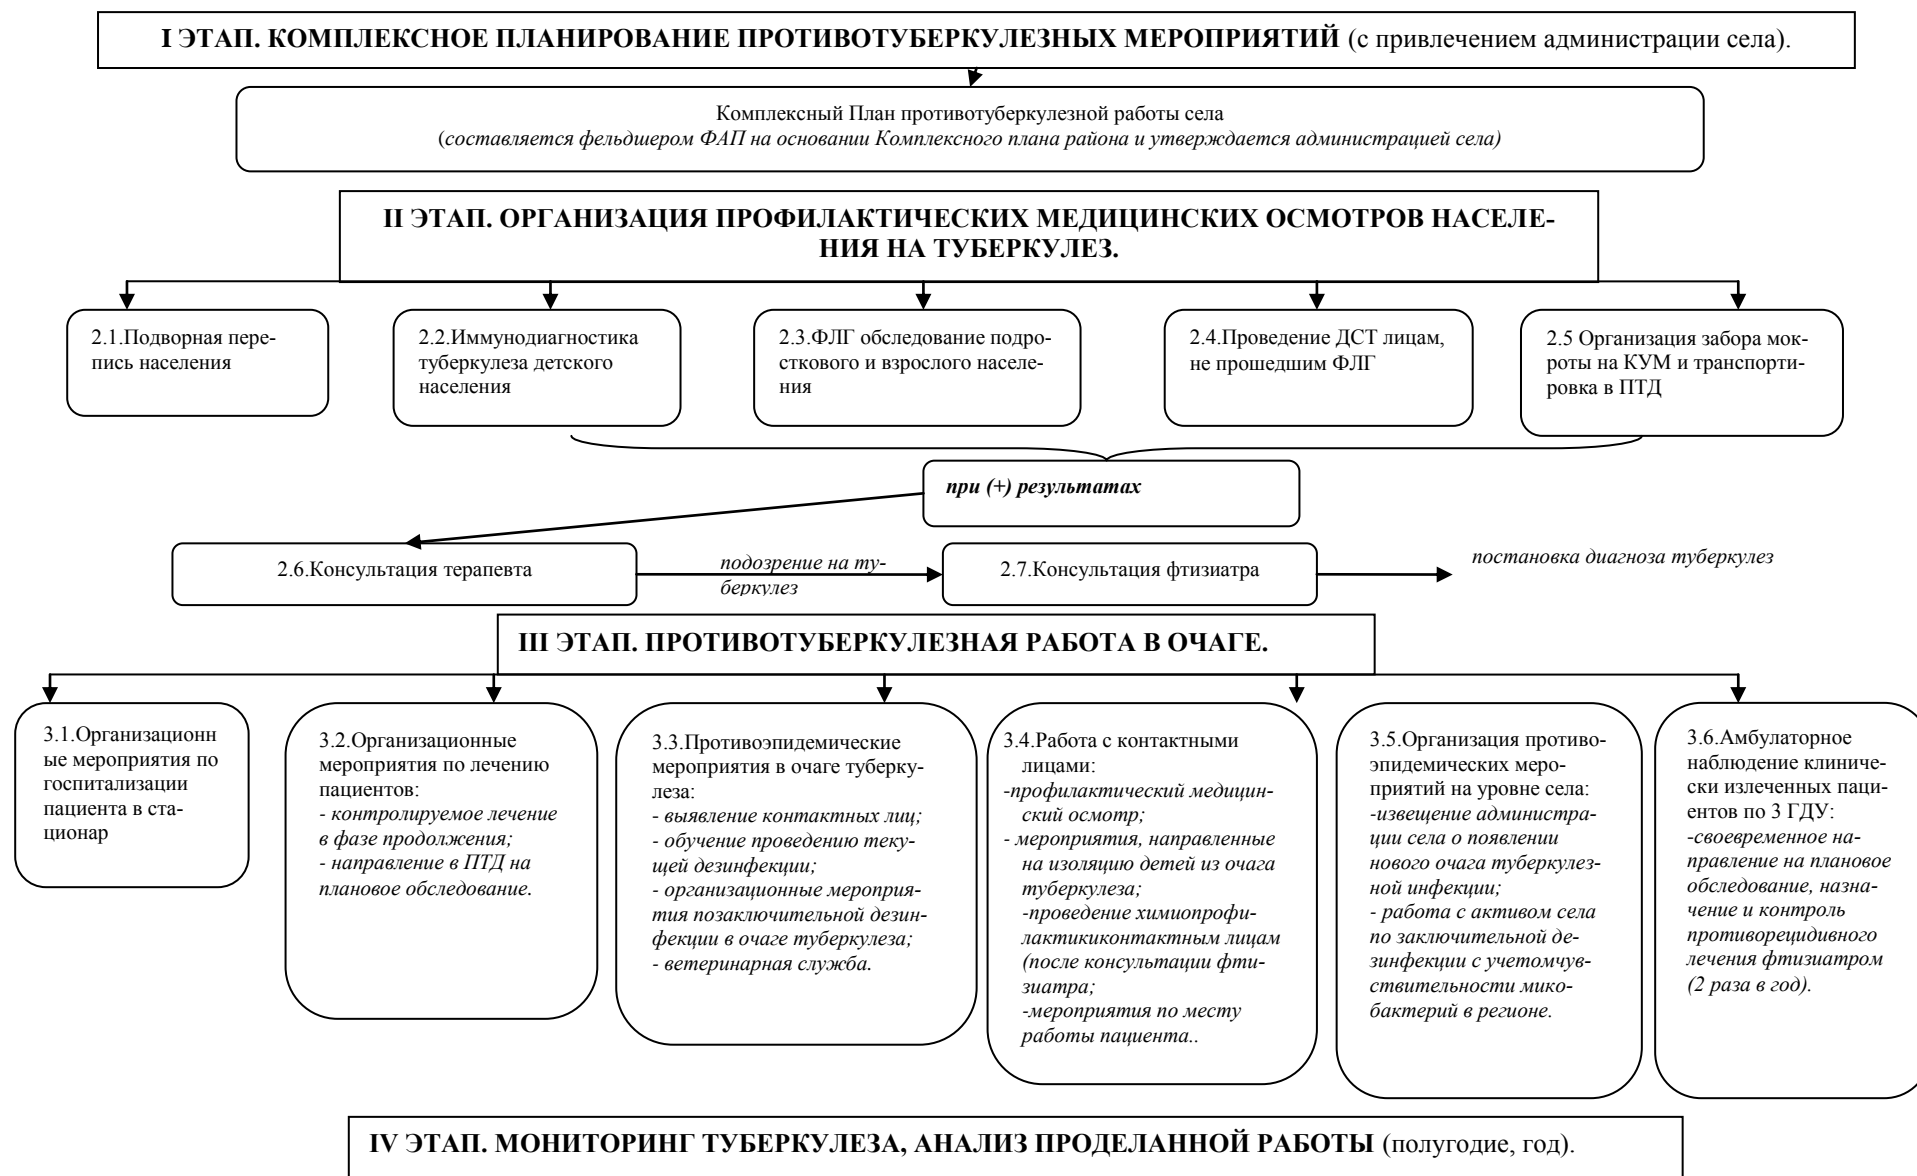 I ЭТАП. КОМПЛЕКСНОЕ ПЛАНИРОВАНИЕ ПРОТИВОТУБЕРКУЛЕЗНЫХ МЕРОПРИЯТИЙ (с привлечением администрации села).
Комплексный План противотуберкулезной работы села
(составляется фельдшером ФАП на основании Комплексного плана района и утверждается администрацией села)
II ЭТАП. ОРГАНИЗАЦИЯ ПРОФИЛАКТИЧЕСКИХ МЕДИЦИНСКИХ ОСМОТРОВ НАСЕЛЕ-
НИЯ НА ТУБЕРКУЛЕЗ.
2.1.Подворная пере-
пись населения
2.2.Иммунодиагностика
туберкулеза детского
населения
2.3.ФЛГ обследование подро-
сткового и взрослого населе-
ния
2.4.Проведение ДСТ лицам,
не прошедшим ФЛГ
2.5 Организация забора мок-
роты на КУМ и транспорти-
ровка в ПТД
при (+) результатах
2.6.Консультация терапевта
подозрение на ту-
беркулез
2.7.Консультация фтизиатра
постановка диагноза туберкулез
III ЭТАП. ПРОТИВОТУБЕРКУЛЕЗНАЯ РАБОТА В ОЧАГЕ.
3.1.Организационн
ые мероприятия по
госпитализации
пациента в ста-
ционар
3.2.Организационные
мероприятия по лечению
пациентов:
- контролируемое лечение
в фазе продолжения;
- направление в ПТД на
плановое обследование.
3.3.Противоэпидемические
мероприятия в очаге туберку-
леза:
- выявление контактных лиц;
- обучение проведению теку-
щей дезинфекции;
- организационные мероприя-
тия позаключительной дезин-
фекции в очаге туберкулеза;
- ветеринарная служба.
3.4.Работа с контактными
лицами:
-профилактический медицин-
ский осмотр;
- мероприятия, направленные
на изоляцию детей из очага
туберкулеза;
-проведение химиопрофи-
лактикиконтактным лицам
(после консультации фти-
зиатра;
-мероприятия по месту
работы пациента..
3.5.Организация противо-
эпидемических меро-
приятий на уровне села:
-извещение администра-
ции села о появлении
нового очага туберкулез-
ной инфекции;
- работа с активом села
по заключительной де-
зинфекции с учетомчув-
ствительности мико-
бактерий в регионе.
3.6.Амбулаторное
наблюдение клиниче-
ски излеченных паци-
ентов по 3 ГДУ:
-своевременное на-
правление на плановое
обследование, назна-
чение и контроль
противорецидивного
лечения фтизиатром
(2 раза в год).
IV ЭТАП. МОНИТОРИНГ ТУБЕРКУЛЕЗА, АНАЛИЗ ПРОДЕЛАННОЙ РАБОТЫ (полугодие, год).